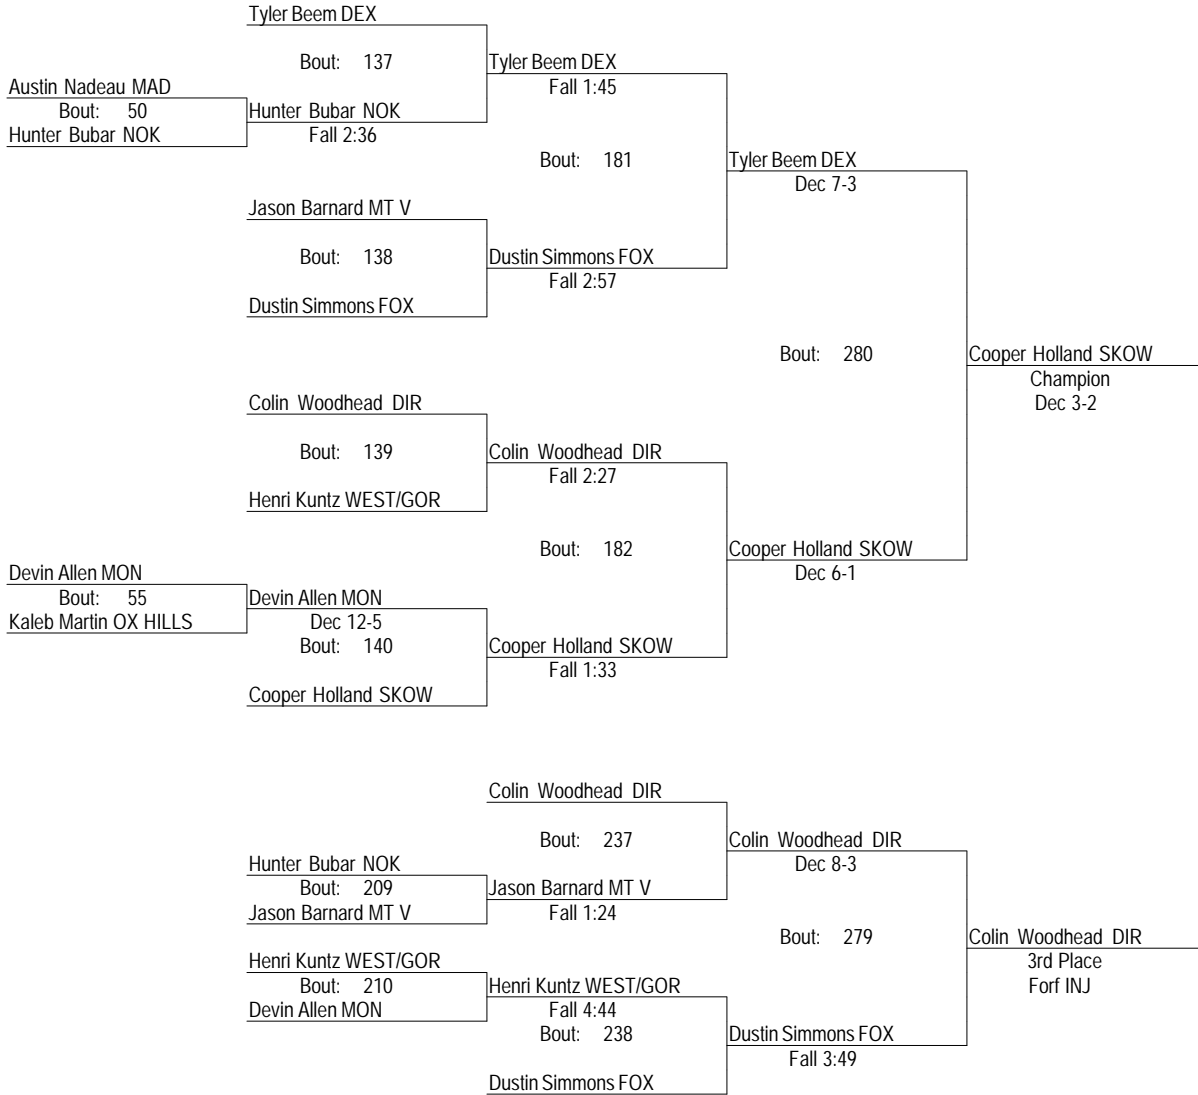 Tyler Beem DEX
Bout: 137
Tyler Beem DEX
Austin Nadeau MAD
Fall 1:45
Bout: 50
Hunter Bubar NOK
Hunter Bubar NOK
Fall 2:36
Bout: 181
Tyler Beem DEX
Dec 7-3
Jason Barnard MT V
Bout: 138
Dustin Simmons FOX
Fall 2:57
Dustin Simmons FOX
Bout: 280
Cooper Holland SKOW
Champion
Dec 3-2
Colin Woodhead DIR
Bout: 139
Colin Woodhead DIR
Fall 2:27
Henri Kuntz WEST/GOR
Bout: 182
Cooper Holland SKOW
Dec 6-1
Devin Allen MON
Bout: 55
Devin Allen MON
Kaleb Martin OX HILLS
Dec 12-5
Bout: 140
Cooper Holland SKOW
Fall 1:33
Cooper Holland SKOW
Colin Woodhead DIR
Bout: 237
Colin Woodhead DIR
Dec 8-3
Hunter Bubar NOK
Bout: 209
Jason Barnard MT V
Jason Barnard MT V
Fall 1:24
Bout: 279
Colin Woodhead DIR
3rd Place
Forf INJ
Henri Kuntz WEST/GOR
Bout: 210
Henri Kuntz WEST/GOR
Devin Allen MON
Fall 4:44
Bout: 238
Dustin Simmons FOX
Fall 3:49
Dustin Simmons FOX